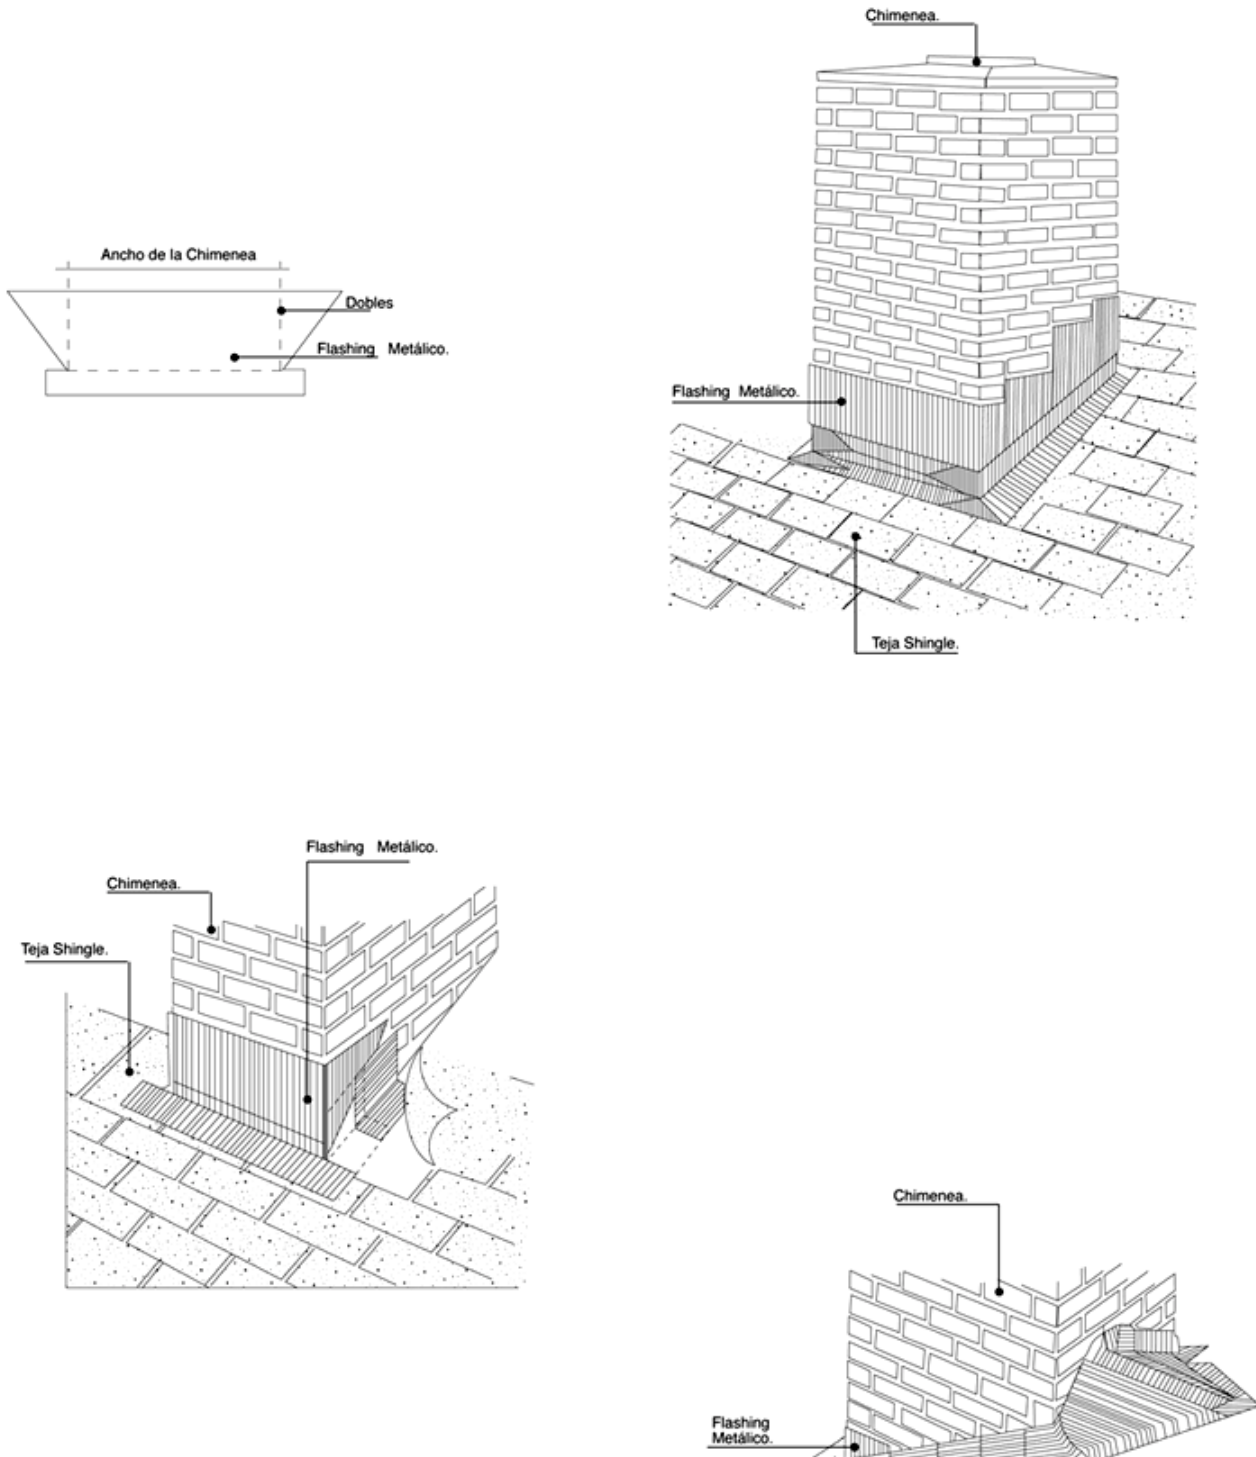 Chimenea.
Ancho de la Chimenea
Dobles
Flashing Metálico.
Flashing Metálico.
Teja Shingle.
Flashing Metálico.
Chimenea.
Teja Shingle.
Chimenea.
Flashing
Metálico.